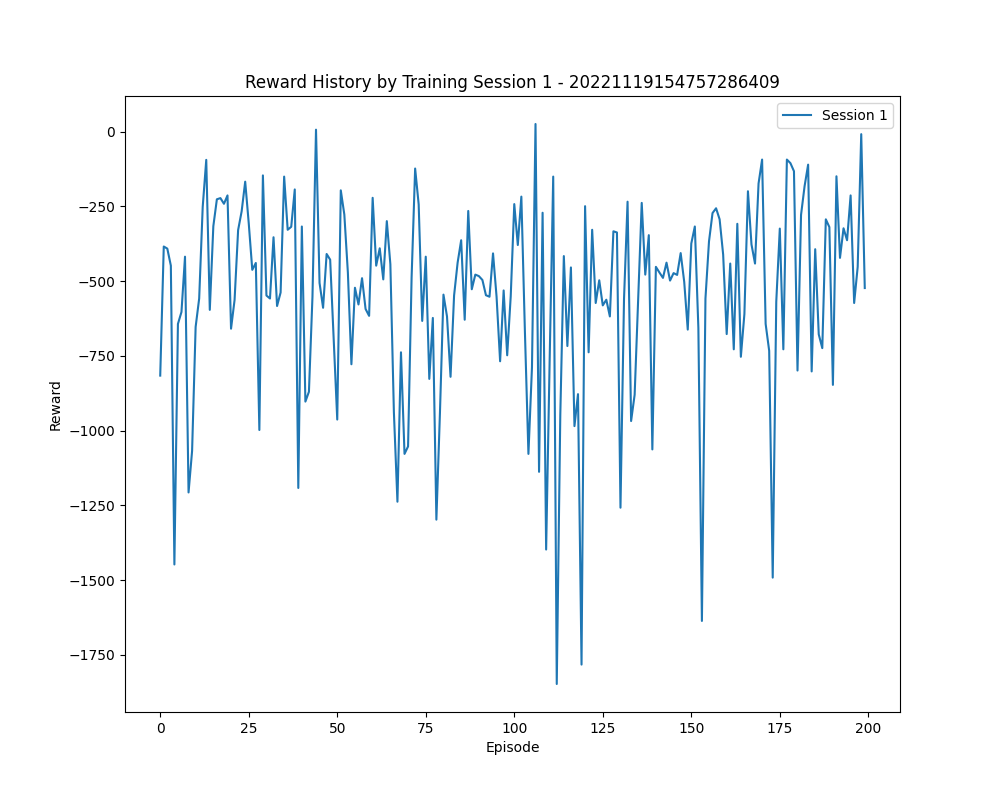 Reward History by Training Session 1 - 20221119154757286409
Session 1
0
−250
−500
−750
−1000
−1250
−1500
−1750
Reward
0 25 50 75 100 125 150 175 200
Episode